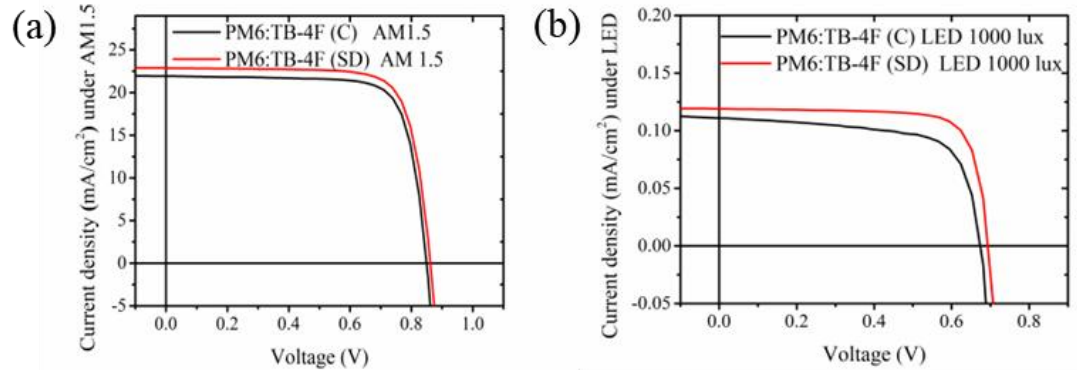 (a)
Current density (mA/cm²) under AM1.5
PM6:TB-4F (C) AM1.5
PM6:TB-4F (SD) AM 1.5
25
20
15
10
5
0
-5
0.0 0.2 0.4 0.6 0.8 1.0
Voltage (V)
(b)
Current density (mA/cm²) under LED
PM6:TB-4F (C) LED 1000 lux
PM6:TB-4F (SD) LED 1000 lux
0.20
0.15
0.10
0.05
0.00
-0.05
0.0 0.2 0.4 0.6 0.8
Voltage (V)